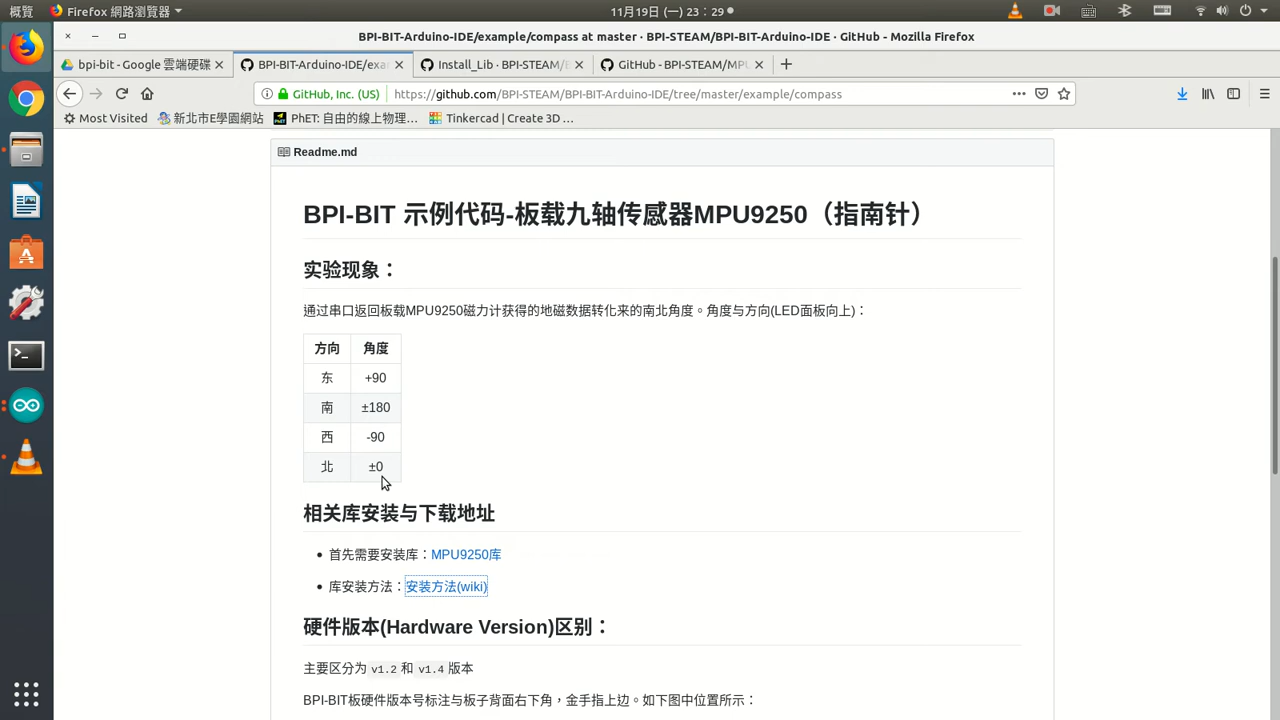 概覽 Firefox 網路瀏覽器 11月19日 (一) 23：29
BPI-BIT-Arduino-IDE/example/compass at master · BPI-STEAM/BPI-BIT-Arduino-IDE · GitHub - Mozilla Firefox
bpi-bit - Google 雲端硬碟 BPI-BIT-Arduino-IDE/exa Install_Lib · BPI-STEAM/ GitHub - BPI-STEAM/MPU
GitHub, Inc. (US) https://github.com/BPI-STEAM/BPI-BIT-Arduino-IDE/tree/master/example/compass
Most Visited 新北市E學園網站 PhET: 自由的線上物理… Tinkercad | Create 3D …
Readme.md
BPI-BIT 示例代码-板载九轴传感器MPU9250（指南针）
实验现象：
通过串口返回板载MPU9250磁力计获得的地磁数据转化来的南北角度。角度与方向(LED面板向上)：
方向 角度
东 +90
南 ±180
西 -90
北 ±0
相关库安装与下载地址
首先需要安装库：MPU9250库
库安装方法：安装方法(wiki)
硬件版本(Hardware Version)区别：
主要区分为 v1.2 和 v1.4 版本
BPI-BIT板硬件版本号标注与板子背面右下角，金手指上边。如下图中位置所示：